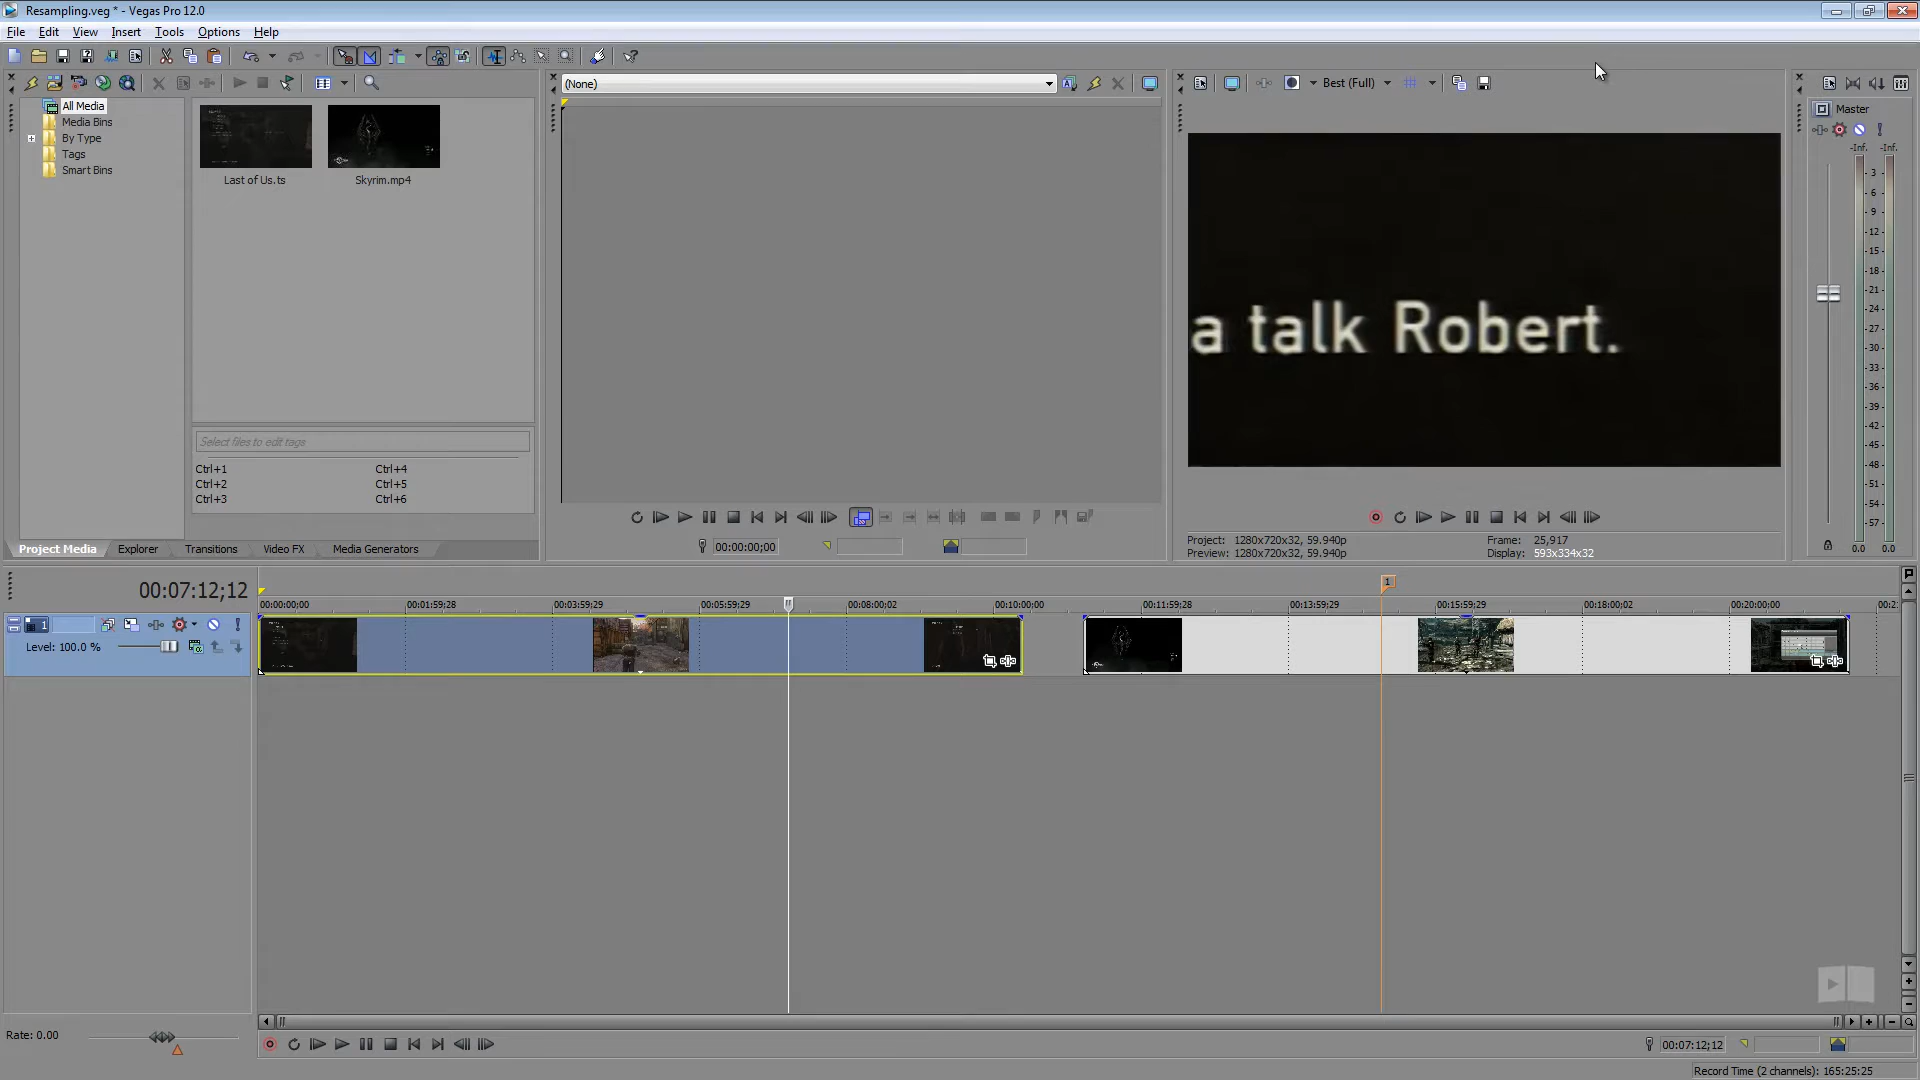 Resampling.veg * - Vegas Pro 12.0
File Edit View Insert Tools Options Help
All Media
Media Bins
By Type
Tags
Smart Bins
Last of Us.ts
Skyrim.mp4
Select files to edit tags
Ctrl+1 Ctrl+4
Ctrl+2 Ctrl+5
Ctrl+3 Ctrl+6
Project Media Explorer Transitions Video FX Media Generators
(None)
00:00:00;00
Best (Full)
a talk Robert.
Project: 1280x720x32, 59.940p Frame: 25,917
Preview: 1280x720x32, 59.940p Display: 593x334x32
Master
-Inf. -Inf.
- 3 -
- 6 -
- 9 -
- 12 -
- 15 -
- 18 -
- 21 -
- 24 -
- 27 -
- 30 -
- 33 -
- 36 -
- 39 -
- 42 -
- 45 -
- 48 -
- 51 -
- 54 -
- 57 -
0.0 0.0
00:07:12;12
1
00:00:00;00 00:01:59;28 00:03:59;29 00:05:59;29 00:08:00;02 00:10:00;00 00:11:59;28 00:13:59;29 00:15:59;29 00:18:00;02 00:20:00;00 00:2
1
Level: 100.0 %
Rate: 0.00
00:07:12;12
Record Time (2 channels): 165:25:25